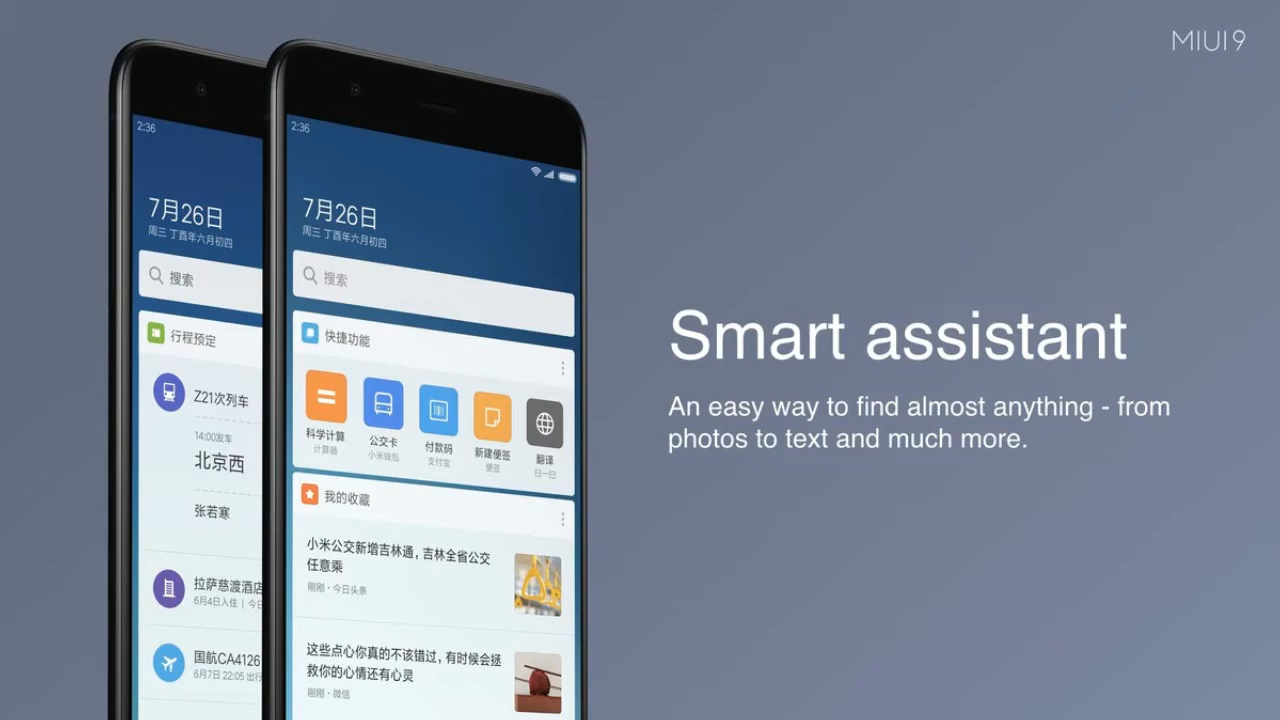 MIUI 9
2:36
7月26日
周三 丁酉年六月初四
搜索
行程预定
Z21次列车
14:00发车
北京西
张若寒
拉萨慈渡酒店
6月4日入住 | 今日
国航CA4126
6月7日 22:05 出行
2:36
7月26日
周三 丁酉年六月初四
搜索
快捷功能
科学计算
计算器
公交卡
小米钱包
付款码
支付宝
新建便签
便签
翻译
扫一扫
我的收藏
小米公交新增吉林通，吉林全省公交
任意乘
刚刚・今日头条
这些点心你真的不该错过，有时候会拯
救你的心情还有心灵
刚刚・微信
Smart assistant
An easy way to find almost anything - from
photos to text and much more.